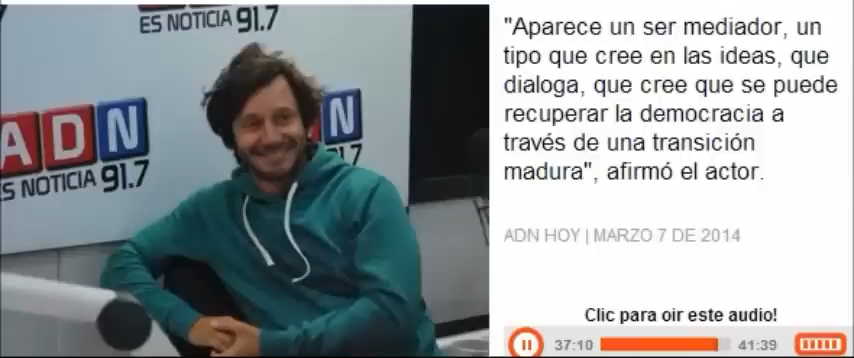 ES NOTICIA 91.7
ADN
ES NOTICIA 91.7
N
17
"Aparece un ser mediador, un
tipo que cree en las ideas, que
dialoga, que cree que se puede
recuperar la democracia a
través de una transición
madura", afirmó el actor.
ADN HOY | MARZO 7 DE 2014
Clic para oir este audio!
37:10
41:39